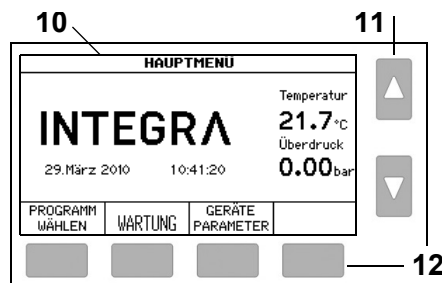 10
11
HAUPTMENÜ
Temperatur
INTEGRA
21.7°C
Überdruck
29.März 2010 10:41:20
0.00bar
PROGRAMM WÄHLEN
WARTUNG
GERÄTE PARAMETER
12